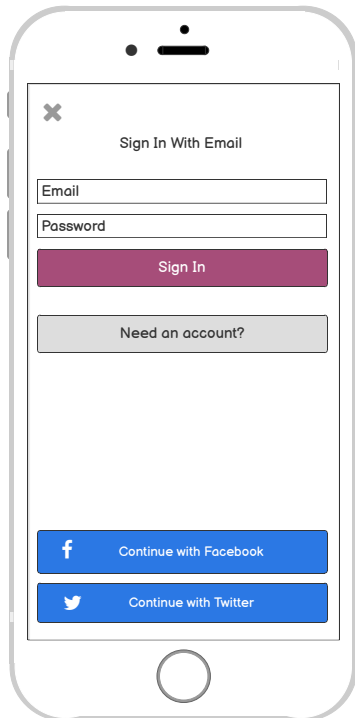 Sign In With Email
Email
Password
Sign In
Need an account?
Continue with Facebook
Continue with Twitter